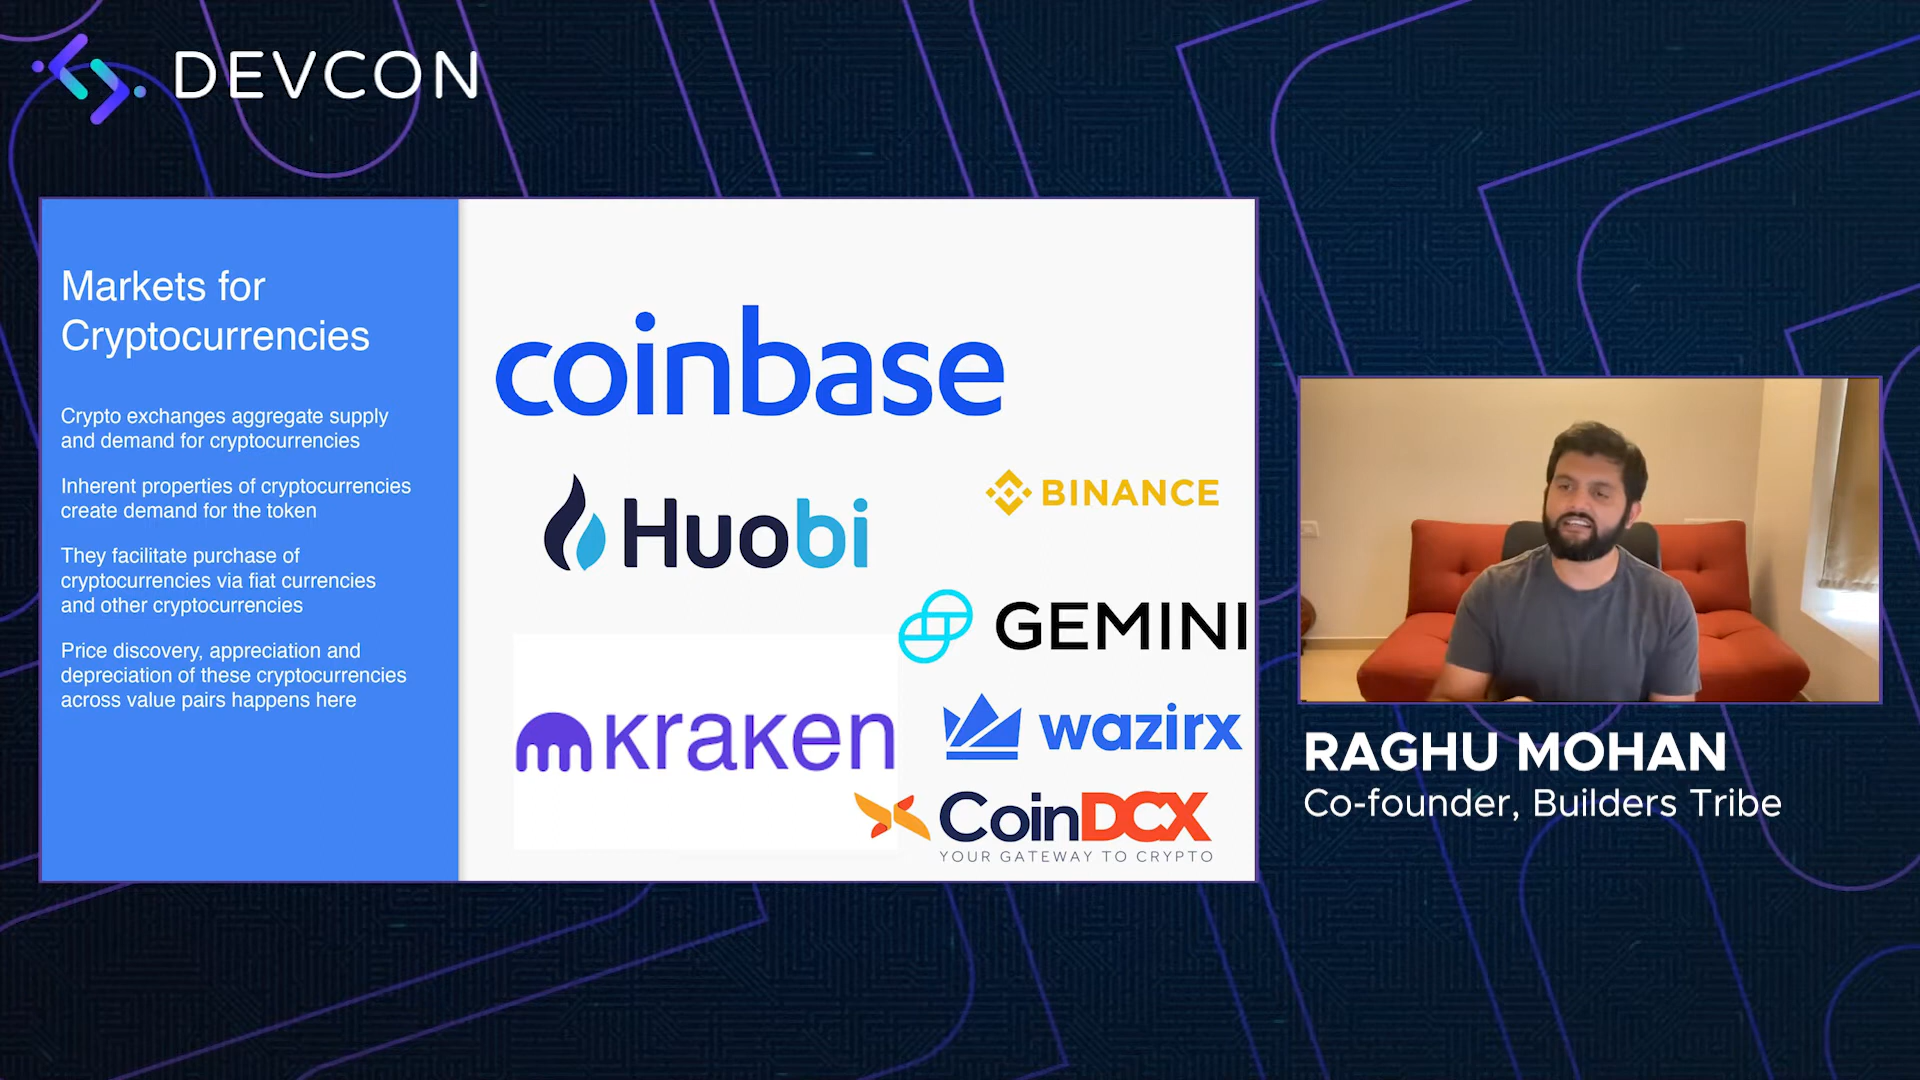 DEVCON
Markets for
Cryptocurrencies
Crypto exchanges aggregate supply
and demand for cryptocurrencies
Inherent properties of cryptocurrencies
create demand for the token
They facilitate purchase of
cryptocurrencies via fiat currencies
and other cryptocurrencies
Price discovery, appreciation and
depreciation of these cryptocurrencies
across value pairs happens here
coinbase
Huobi
BINANCE
GEMINI
kraken
wazirx
CoinDCX
YOUR GATEWAY TO CRYPTO
RAGHU MOHAN
Co-founder, Builders Tribe